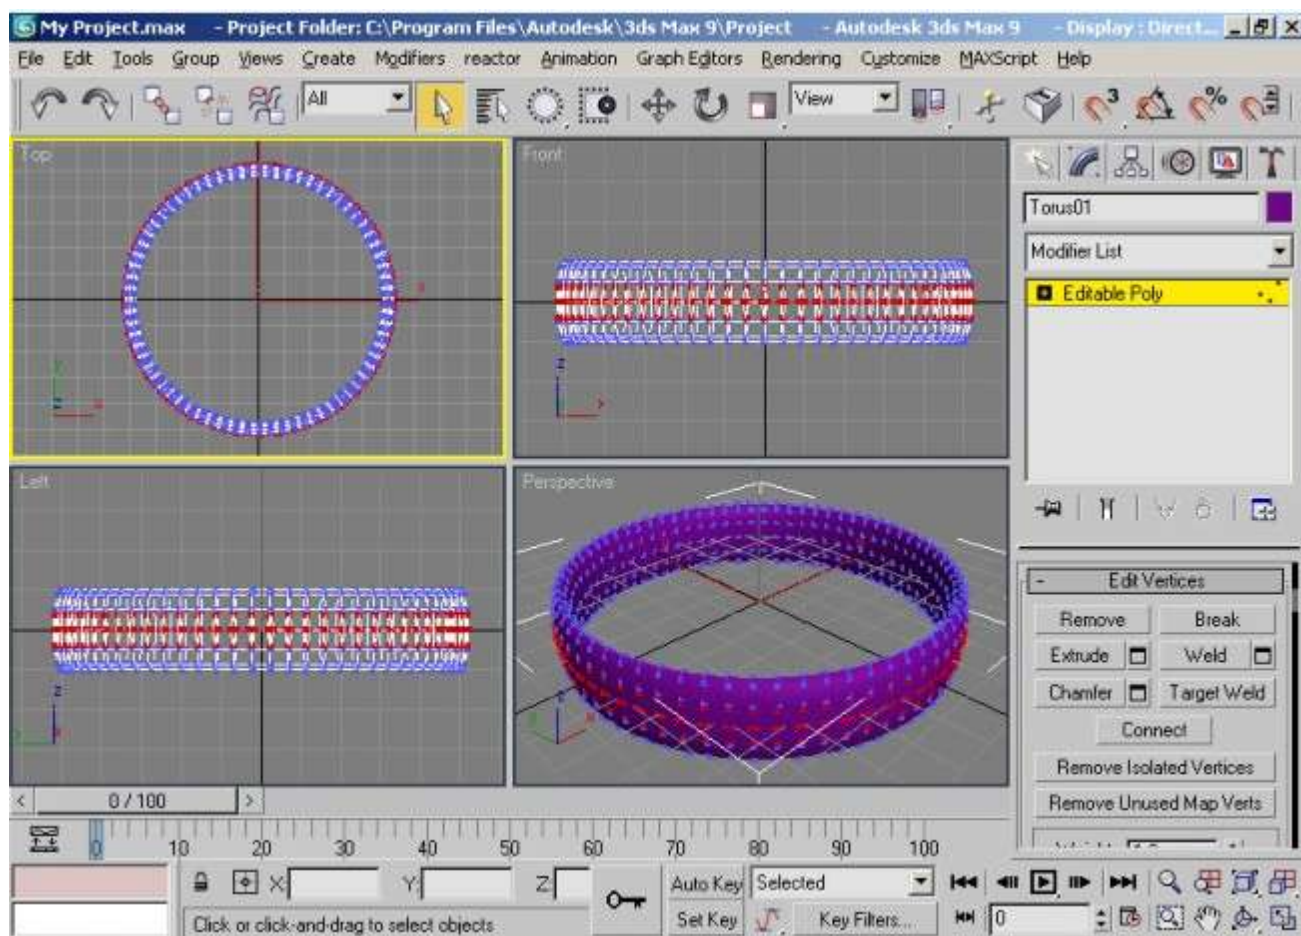 My Project.max - Project Folder: C:\Program Files\Autodesk\3ds Max 9\Project - Autodesk 3ds Max 9 - Display : Direct...
File Edit Tools Group Views Create Modifiers reactor Animation Graph Editors Rendering Customize MAXScript Help
All View 3 %
Top Front
Torus01
Modifier List
Editable Poly
Left Perspective
- Edit Vertices
Remove Break
Extrude Weld
Chamfer Target Weld
Connect
Remove Isolated Vertices
Remove Unused Map Verts
< 0 / 100 >
0 10 20 30 40 50 60 70 80 90 100
X: Y: Z: Auto Key Selected
Click or click-and-drag to select objects Set Key Key Filters... 0